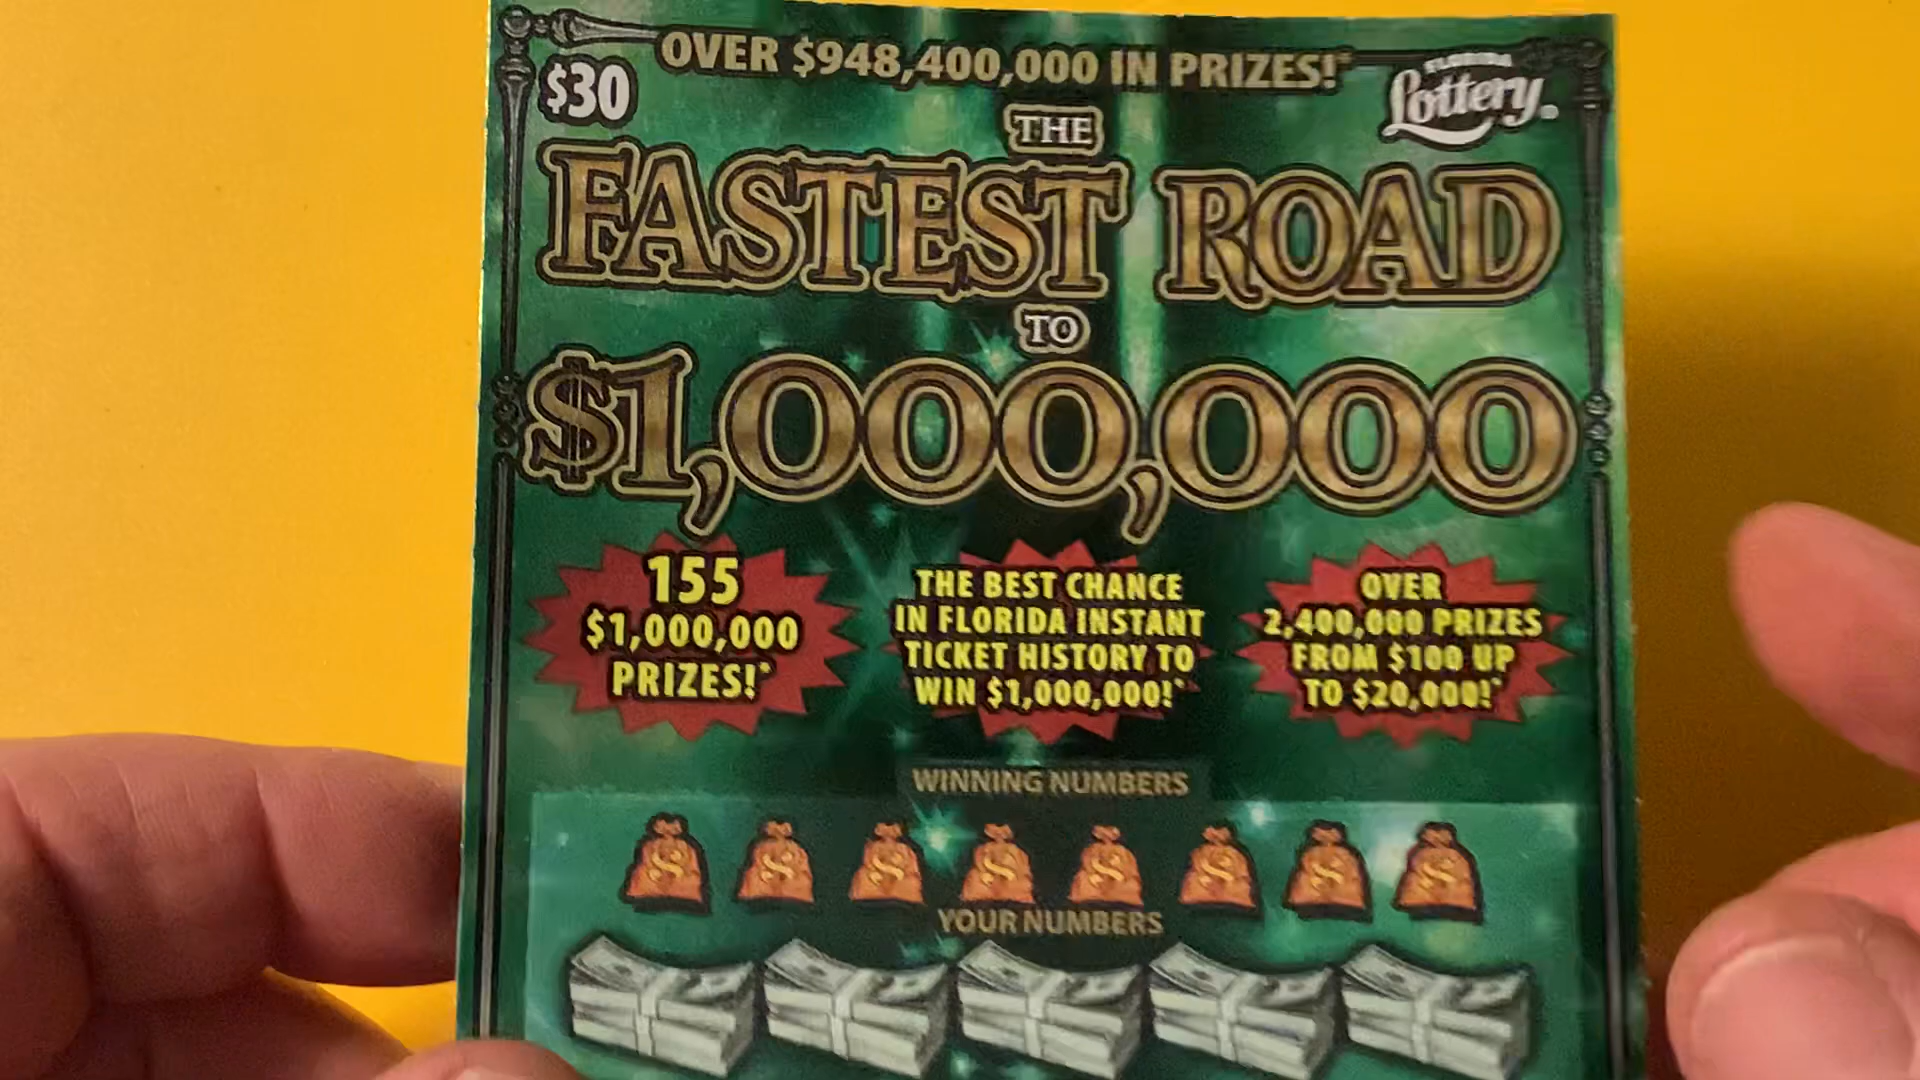 OVER $948,400,000 IN PRIZES!*
$30
FLORIDA
Lottery®
THE
FASTEST ROAD
TO
$1,000,000
155
$1,000,000
PRIZES!*
THE BEST CHANCE
IN FLORIDA INSTANT
TICKET HISTORY TO
WIN $1,000,000!*
OVER
2,400,000 PRIZES
FROM $100 UP
TO $20,000!*
WINNING NUMBERS
$ $ $ $ $ $ $ $
YOUR NUMBERS